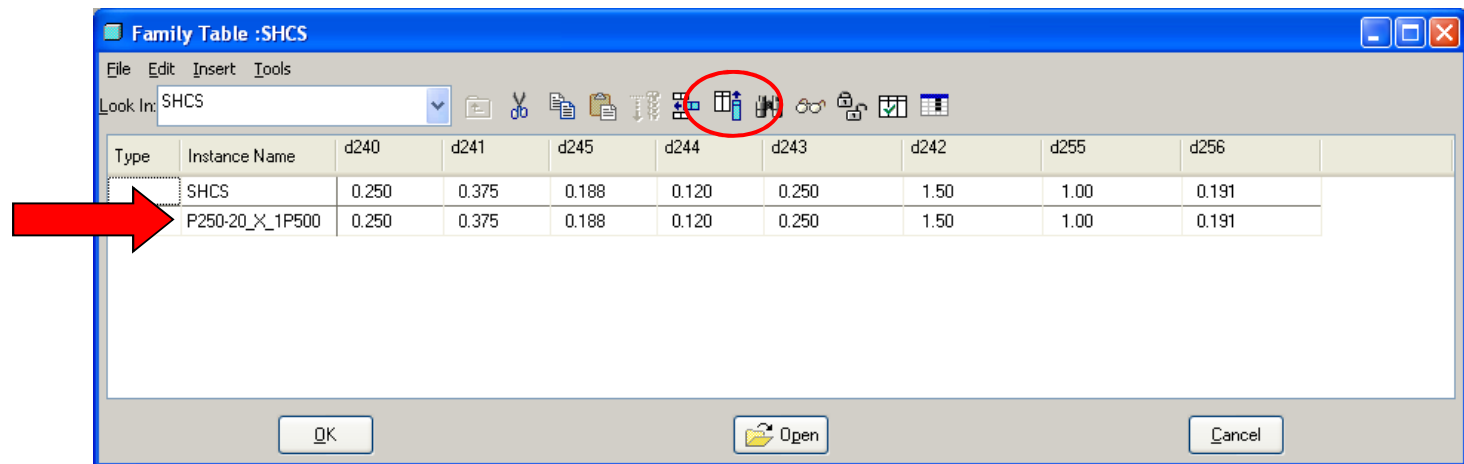 Family Table :SHCS
File Edit Insert Tools
Look In: SHCS
Type Instance Name d240 d241 d245 d244 d243 d242 d255 d256
SHCS 0.250 0.375 0.188 0.120 0.250 1.50 1.00 0.191
P250-20_X_1P500 0.250 0.375 0.188 0.120 0.250 1.50 1.00 0.191
OK Open Cancel